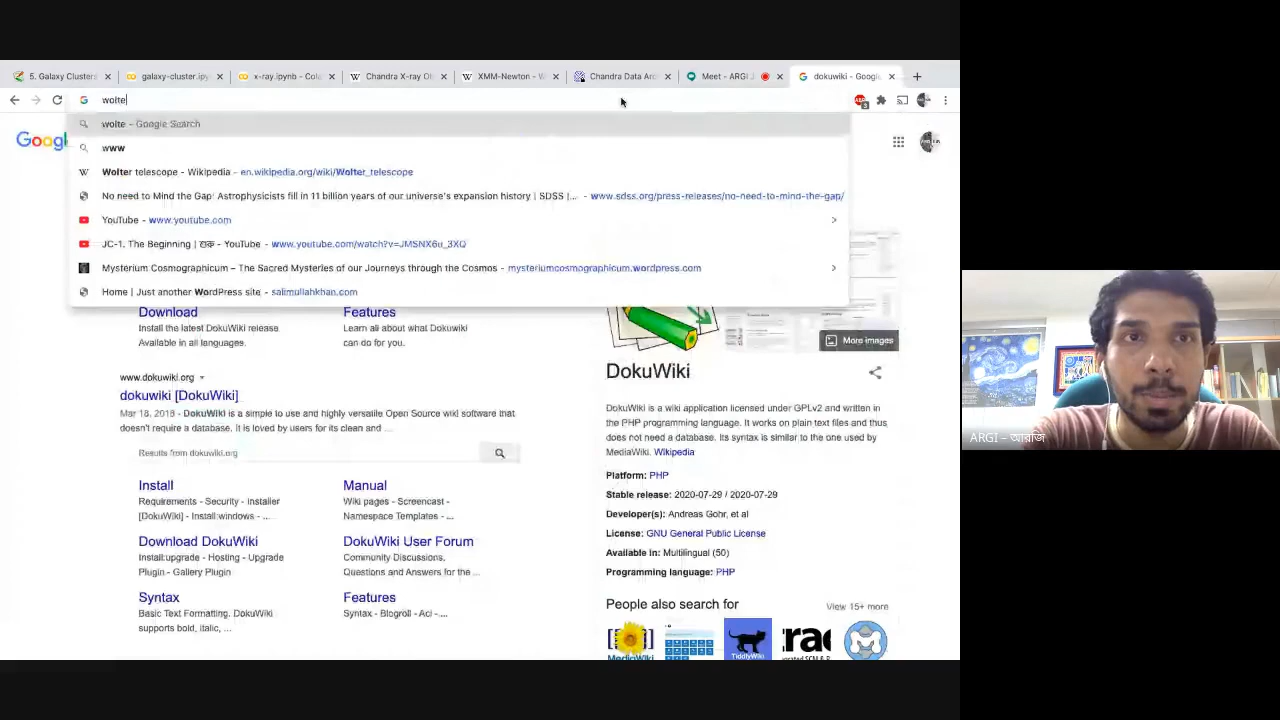 5. Galaxy Clusters
galaxy-cluster.ipyn
x-ray.ipynb - Cola
Chandra X-ray Ob
XMM-Newton - W
Chandra Data Arc
Meet - ARGI
dokuwiki - Google
wolte
wolte - Google Search
www
Wolter telescope - Wikipedia - en.wikipedia.org/wiki/Wolter_telescope
No need to Mind the Gap: Astrophysicists fill in 11 billion years of our universe's expansion history | SDSS |... - www.sdss.org/press-releases/no-need-to-mind-the-gap/
YouTube - www.youtube.com
JC-1. The Beginning | - YouTube - www.youtube.com/watch?v=JMSNX6u_3XQ
Mysterium Cosmographicum – The Sacred Mysteries of our Journeys through the Cosmos - mysteriumcosmographicum.wordpress.com
Home | Just another WordPress site - salimullahkhan.com
Download
Install the latest DokuWiki release
Available in all languages.
Features
Learn all about what Dokuwiki
can do for you.
www.dokuwiki.org
dokuwiki [DokuWiki]
Mar 18, 2018 - DokuWiki is a simple to use and highly versatile Open Source wiki software that
doesn't require a database. It is loved by users for its clean and ...
Results from dokuwiki.org
Install
Requirements - Security - Installer
[DokuWiki] - Install:windows - ...
Manual
Wiki pages - Screencast -
Namespace Templates - ...
Download DokuWiki
Install:upgrade - Hosting - Upgrade
Plugin - Gallery Plugin
DokuWiki User Forum
Community Discussions,
Questions and Answers for the ...
Syntax
Basic Text Formatting. DokuWiki
supports bold, italic, ...
Features
Syntax - Blogroll - Aci - ...
More images
DokuWiki
DokuWiki is a wiki application licensed under GPLv2 and written in
the PHP programming language. It works on plain text files and thus
does not need a database. Its syntax is similar to the one used by
MediaWiki. Wikipedia
Platform: PHP
Stable release: 2020-07-29 / 2020-07-29
Developer(s): Andreas Gohr, et al
License: GNU General Public License
Available in: Multilingual (50)
Programming language: PHP
People also search for
View 15+ more
MediaWiki
TiddlyWiki
ARGI – আরজি